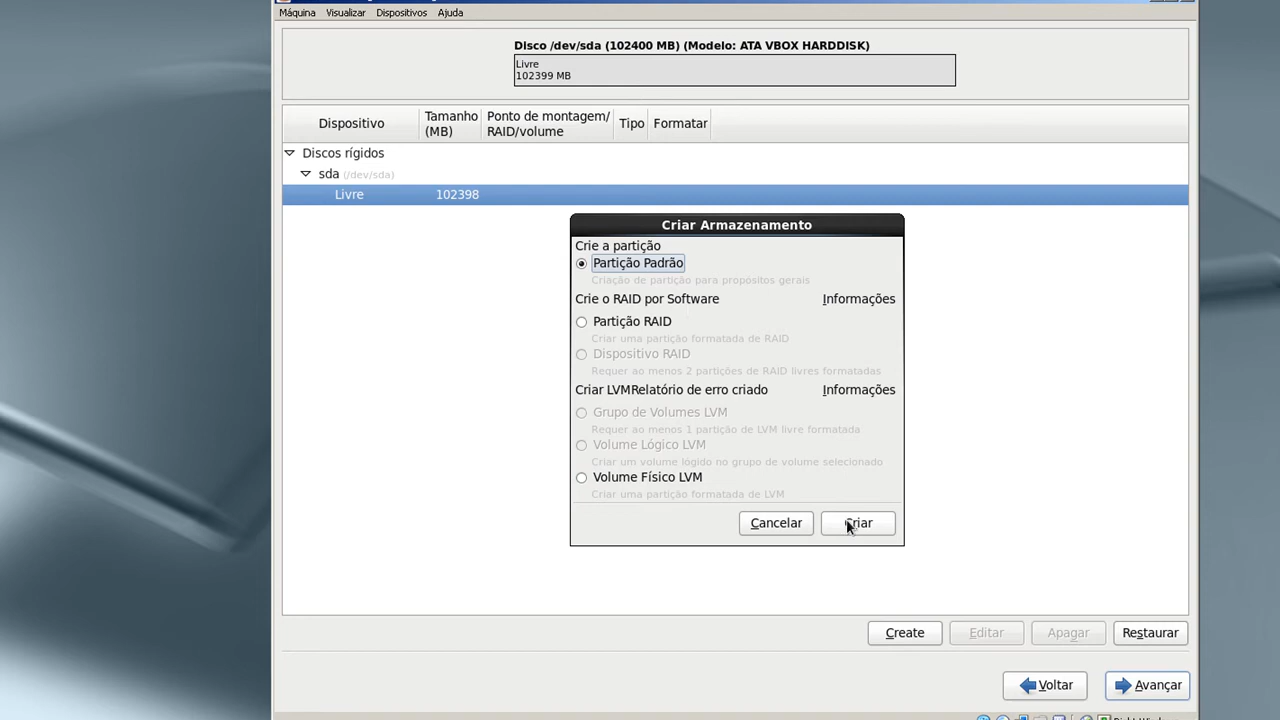 Máquina Visualizar Dispositivos Ajuda
Disco /dev/sda (102400 MB) (Modelo: ATA VBOX HARDDISK)
Livre
102399 MB
Dispositivo
Tamanho
(MB)
Ponto de montagem/
RAID/volume
Tipo
Formatar
Discos rígidos
sda (/dev/sda)
Livre 102398
Criar Armazenamento
Crie a partição
Partição Padrão
Criação de partição para propósitos gerais
Crie o RAID por Software Informações
Partição RAID
Criar uma partição formatada de RAID
Dispositivo RAID
Requer ao menos 2 partições de RAID livres formatadas
Criar LVMRelatório de erro criado Informações
Grupo de Volumes LVM
Requer ao menos 1 partição de LVM livre formatada
Volume Lógico LVM
Criar um volume lógico no grupo de volume selecionado
Volume Físico LVM
Criar uma partição formatada de LVM
Cancelar Criar
Create Editar Apagar Restaurar
Voltar Avançar